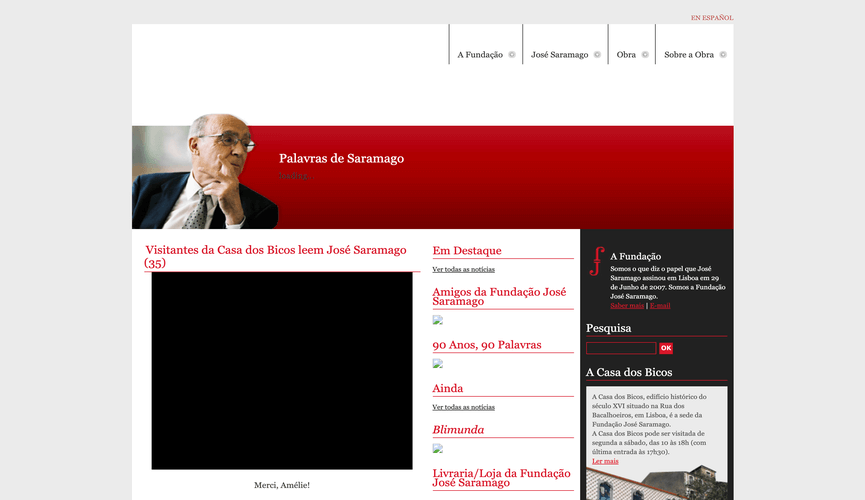 EN ESPAÑOL
A Fundação
José Saramago
Obra
Sobre a Obra
Palavras de Saramago
Visitantes da Casa dos Bicos leem José Saramago
(35)
Merci, Amélie!
Em Destaque
Ver todas as notícias
Amigos da Fundação José
Saramago
90 Anos, 90 Palavras
Ainda
Ver todas as notícias
Blimunda
Livraria/Loja da Fundação
José Saramago
A Fundação
Somos o que diz o papel que José
Saramago assinou em Lisboa em 29
de Junho de 2007. Somos a Fundação
José Saramago.
Saber mais | E-mail
Pesquisa
OK
A Casa dos Bicos
A Casa dos Bicos, edifício histórico do
século XVI situado na Rua dos
Bacalhoeiros, em Lisboa, é a sede da
Fundação José Saramago.
A Casa dos Bicos pode ser visitada de
segunda a sábado, das 10 às 18h (com
última entrada às 17h30).
Ler mais